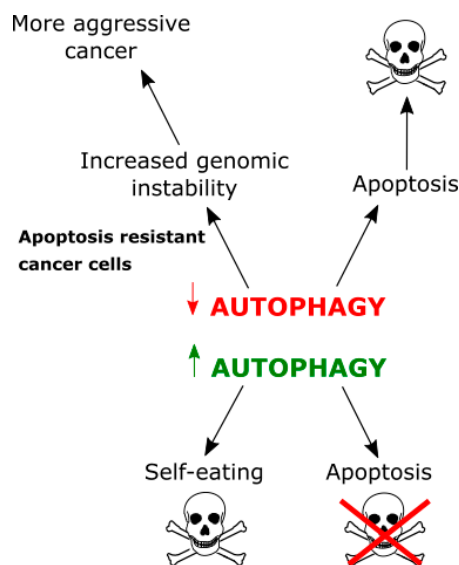 More aggressive
cancer
Increased genomic
instability
Apoptosis
Apoptosis resistant
cancer cells
↓ AUTOPHAGY
↑ AUTOPHAGY
Self-eating
Apoptosis